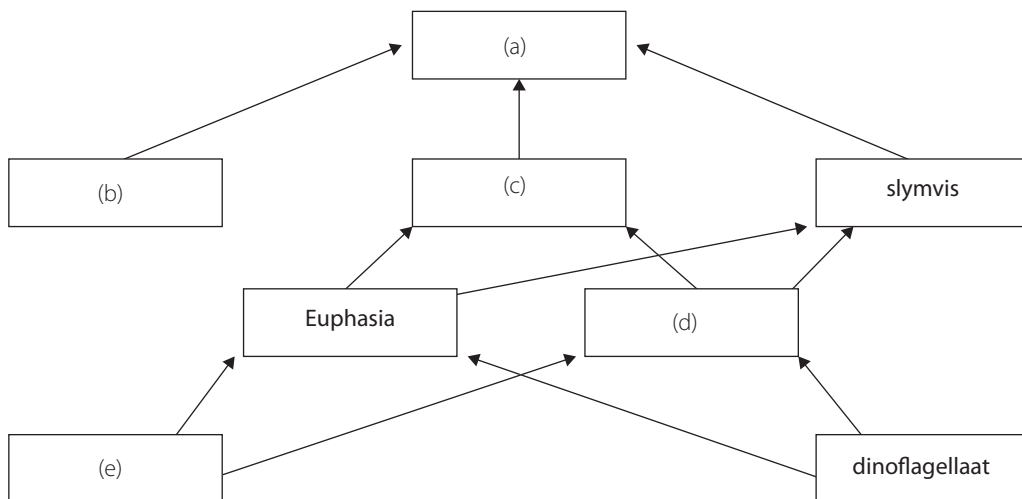 (a)
(b)
(c)
slymvis
Euphasia
(d)
(e)
dinoflagellaat